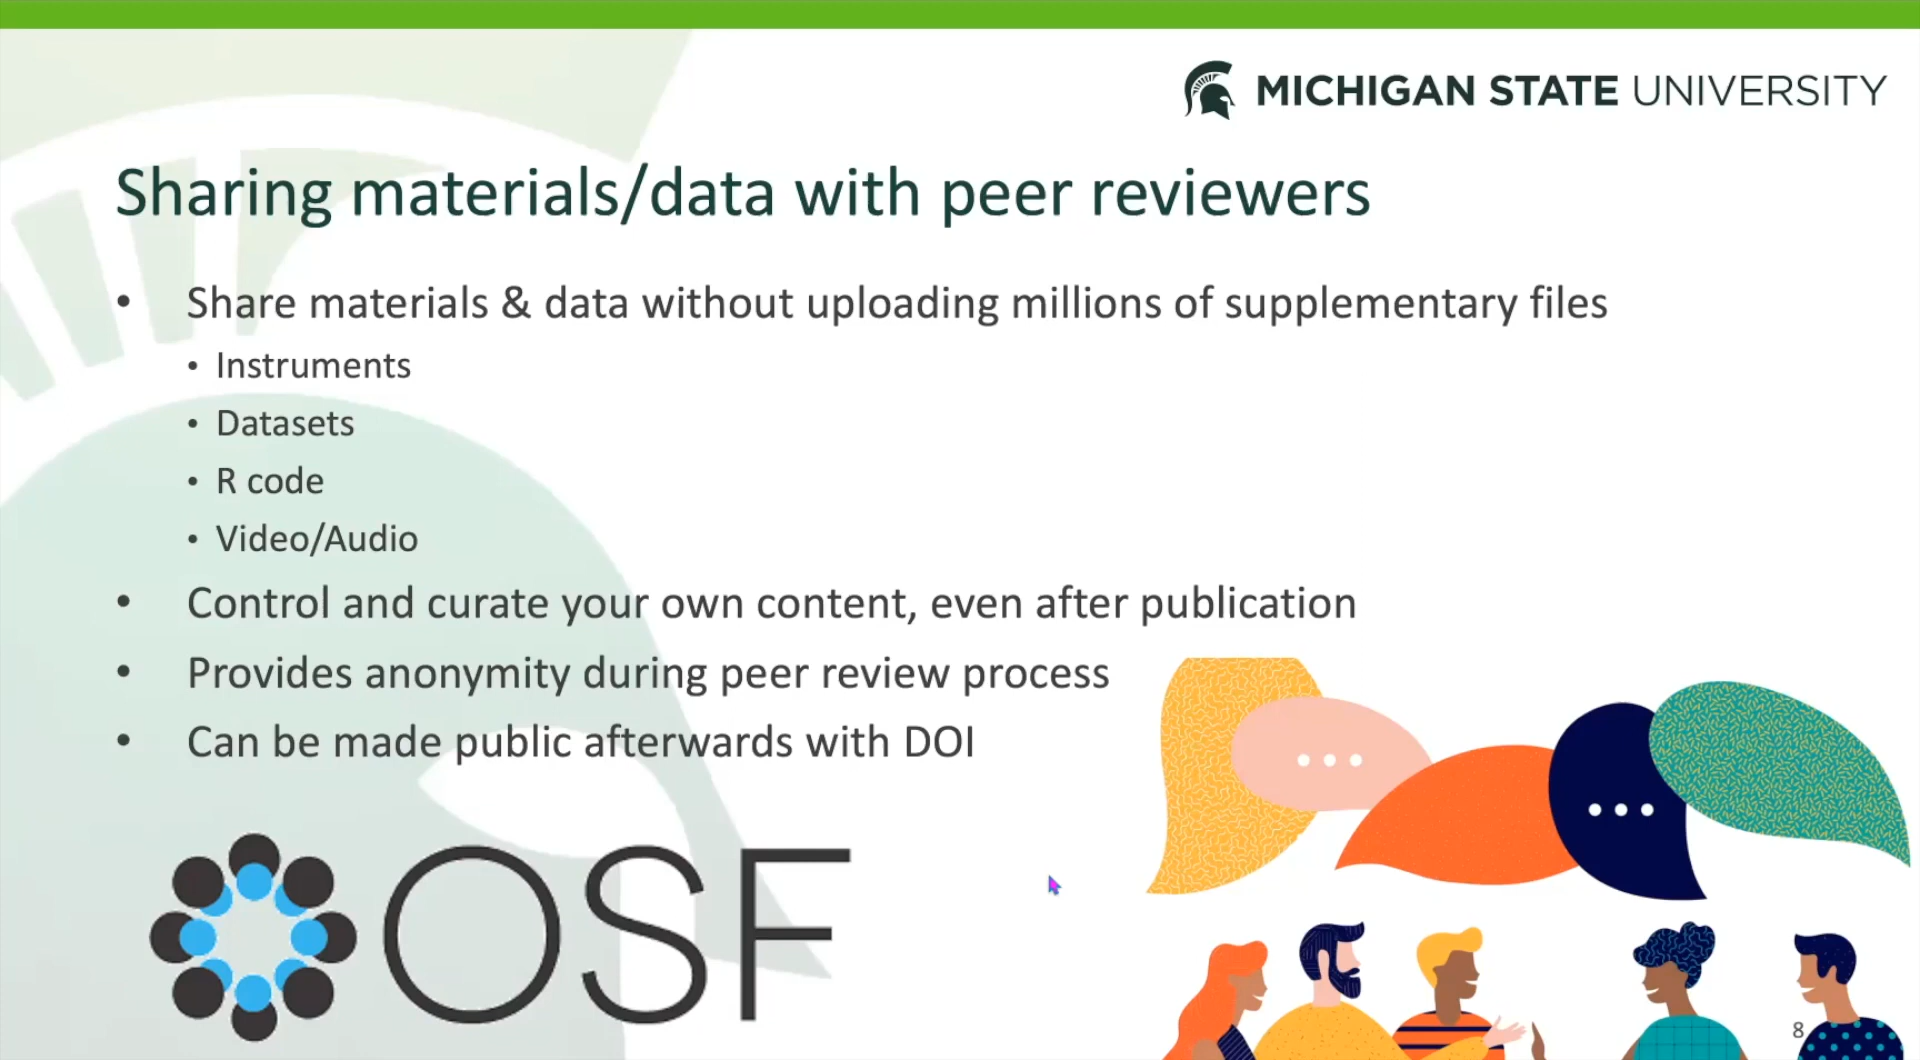 MICHIGAN STATE UNIVERSITY
Sharing materials/data with peer reviewers
• Share materials & data without uploading millions of supplementary files
• Instruments
• Datasets
• R code
• Video/Audio
• Control and curate your own content, even after publication
• Provides anonymity during peer review process
• Can be made public afterwards with DOI
OSF
8